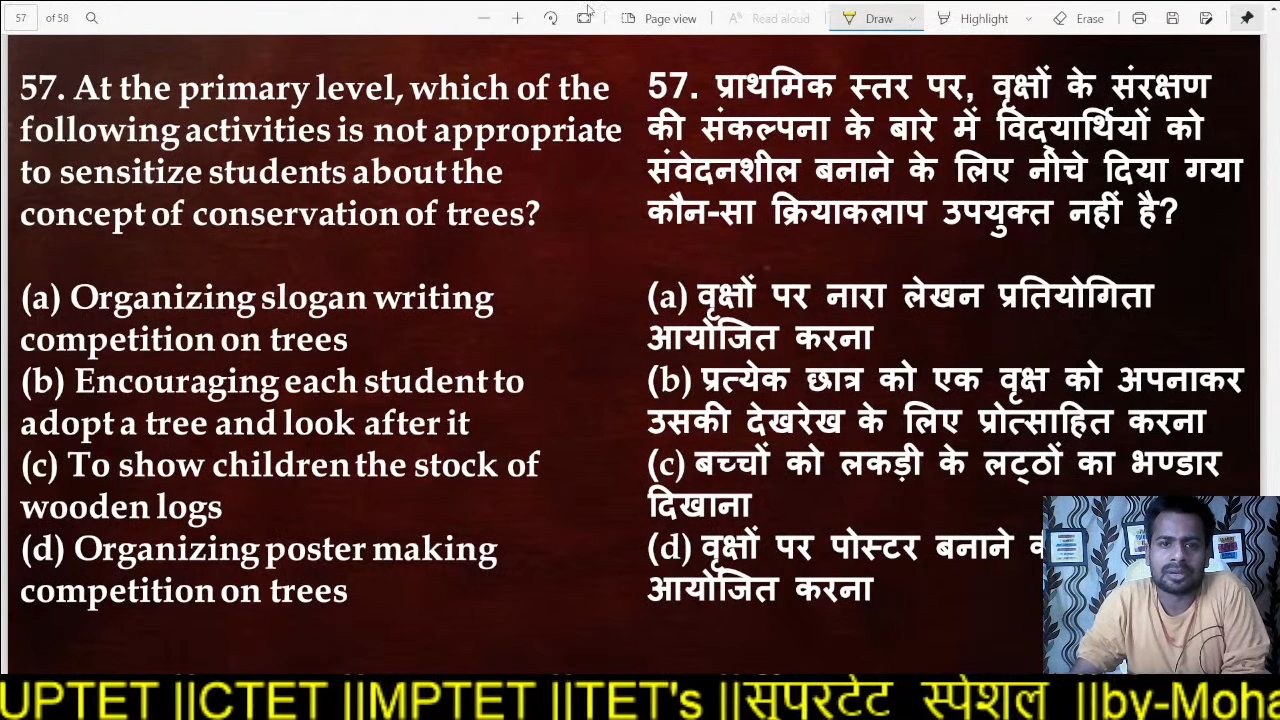 57
of 58
Page view
Read aloud
Draw
Highlight
Erase
57. At the primary level, which of the
following activities is not appropriate
to sensitize students about the
concept of conservation of trees?
(a) Organizing slogan writing
competition on trees
(b) Encouraging each student to
adopt a tree and look after it
(c) To show children the stock of
wooden logs
(d) Organizing poster making
competition on trees
57. प्राथमिक स्तर पर, वृक्षों के संरक्षण
की संकल्पना के बारे में विद्यार्थियों को
संवेदनशील बनाने के लिए नीचे दिया गया
कौन-सा क्रियाकलाप उपयुक्त नहीं है?
(a) वृक्षों पर नारा लेखन प्रतियोगिता
आयोजित करना
(b) प्रत्येक छात्र को एक वृक्ष को अपनाकर
उसकी देखरेख के लिए प्रोत्साहित करना
(c) बच्चों को लकड़ी के लट्ठों का भण्डार
दिखाना
(d) वृक्षों पर पोस्टर बनाने
आयोजित करना
UPTET ||CTET ||MPTET ||TET's ||सुपरटेट स्पेशल ||by-Moha